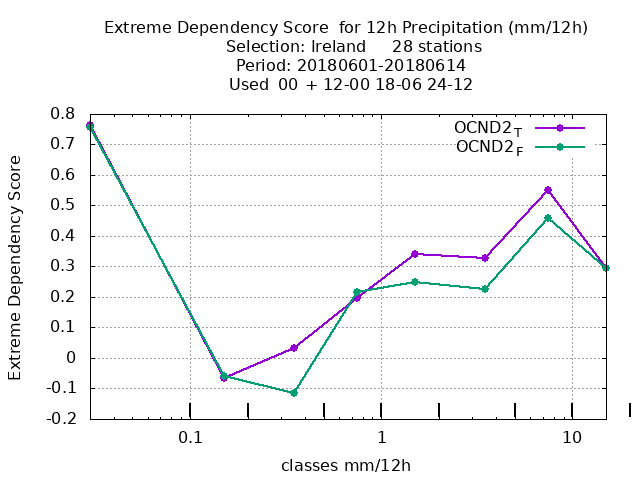 Extreme Dependency Score  for 12h Precipitation (mm/12h)
Selection: Ireland     28 stations
Period: 20180601-20180614
Used  00 + 12-00 18-06 24-12
OCND2T
OCND2F
Extreme Dependency Score
0.8
0.7
0.6
0.5
0.4
0.3
0.2
0.1
0
-0.1
-0.2
0.1 1 10
classes mm/12h